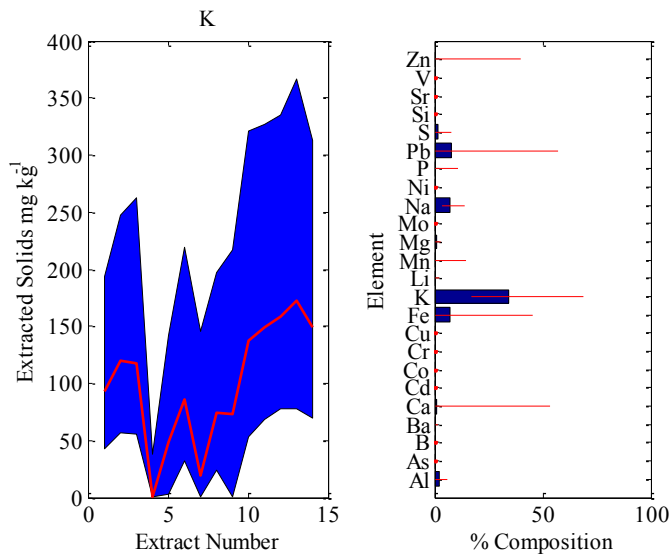 K
Extracted Solids mg kg⁻¹
400
350
300
250
200
150
100
50
0
0
5
10
15
Extract Number
Element
Zn
V
Sr
Si
S
Pb
P
Ni
Na
Mo
Mg
Mn
Li
K
Fe
Cu
Cr
Co
Cd
Ca
Ba
B
As
Al
0
50
100
% Composition